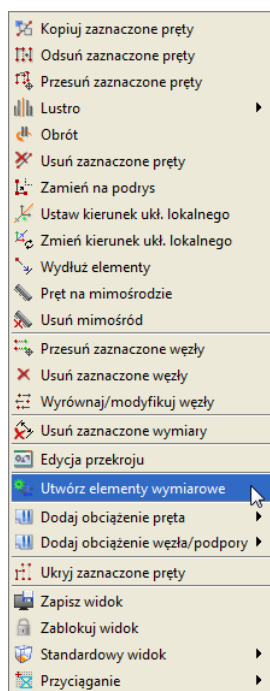 Kopiuj zaznaczone pręty
Odsuń zaznaczone pręty
Przesuń zaznaczone pręty
Lustro
Obrót
Usuń zaznaczone pręty
Zamień na podrys
Ustaw kierunek ukł. lokalnego
Zmień kierunek ukł. lokalnego
Wydłuż elementy
Pręt na mimośrodzie
Usuń mimośród
Przesuń zaznaczone węzły
Usuń zaznaczone węzły
Wyrównaj/modyfikuj węzły
Usuń zaznaczone wymiary
Edycja przekroju
Utwórz elementy wymiarowe
Dodaj obciążenie pręta
Dodaj obciążenie węzła/podpory
Ukryj zaznaczone pręty
Zapisz widok
Zablokuj widok
Standardowy widok
Przyciąganie